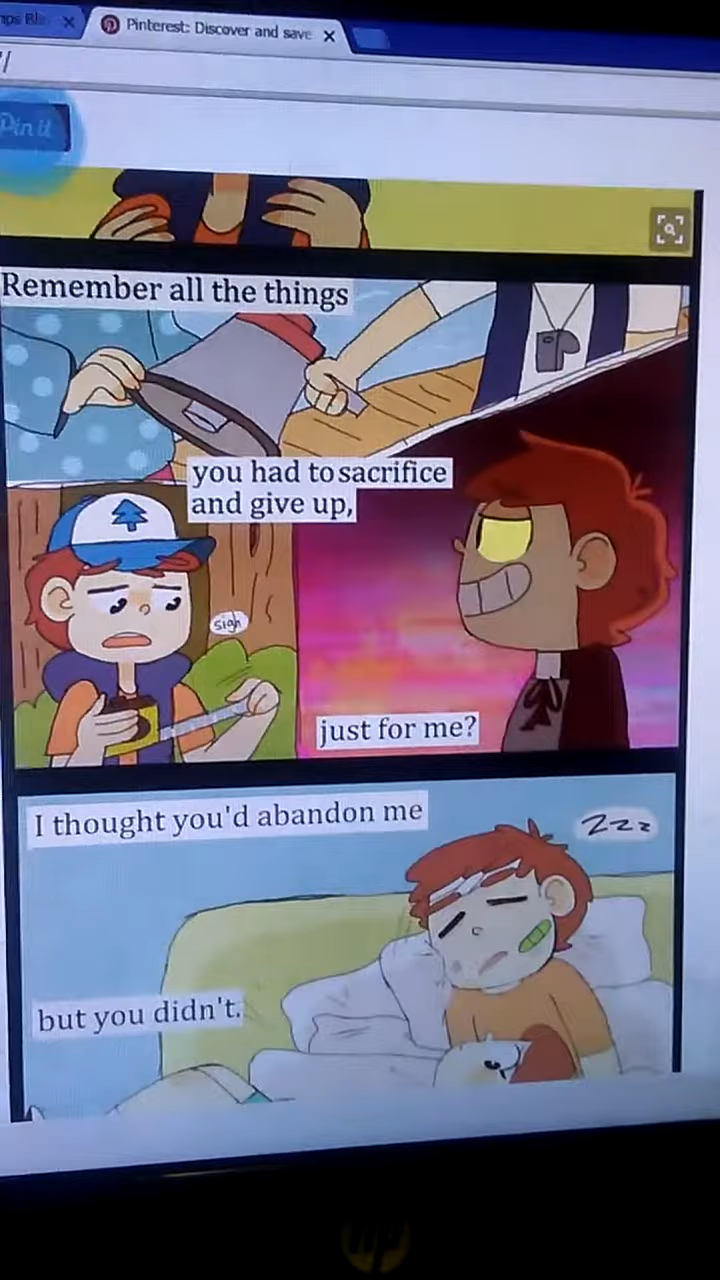 Pinterest: Discover and save
Pin it
Remember all the things
you had to sacrifice
and give up,
sigh
just for me?
I thought you'd abandon me
zzz
but you didn't.
hp